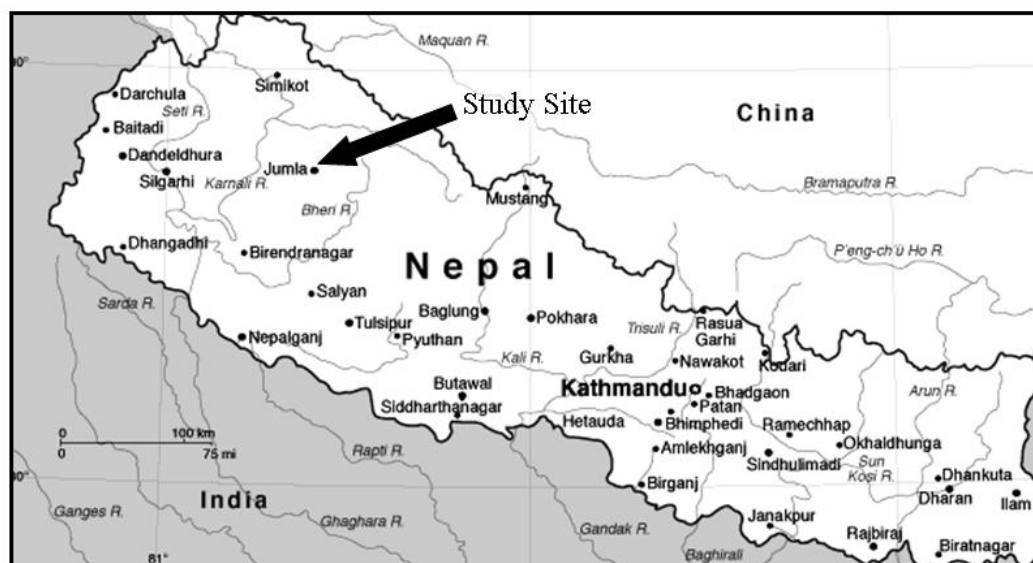 Maquan R.
00°
Simikot
Darchula
Study Site
Seti R.
China
Baitadi
Dandeldhura
Jumla
Silgarhi
Karnali R.
Bramaputra R.
Mustang
Bheri R.
Dhangadhi
Birendranagar
Nepal
P'eng-ch'ü Ho R.
Salyan
Sarda R.
Baglung
Pokhara
Trisuli R.
Rasua
Garhi
Tulsipur
Nepalganj
Pyuthan
Gurkha
Kali R.
Nawakot
Kodari
Butawal
Kathmandu
Bhadgaon
Arun R.
Siddharthanagar
Patan
Hetauda
Bhimphedi
Ramechhap
0
100 km
75 mi
Rapti R.
Amlekhganj
Okhaldhunga
Sindhulimadi
Sun
Kosi R.
Dhankuta
India
Birganj
Dharan
Ilam
Ganges R.
Ghaghara R.
Gandak R.
Janakpur
Rajbiraj
Biratnagar
81°
Baghirali